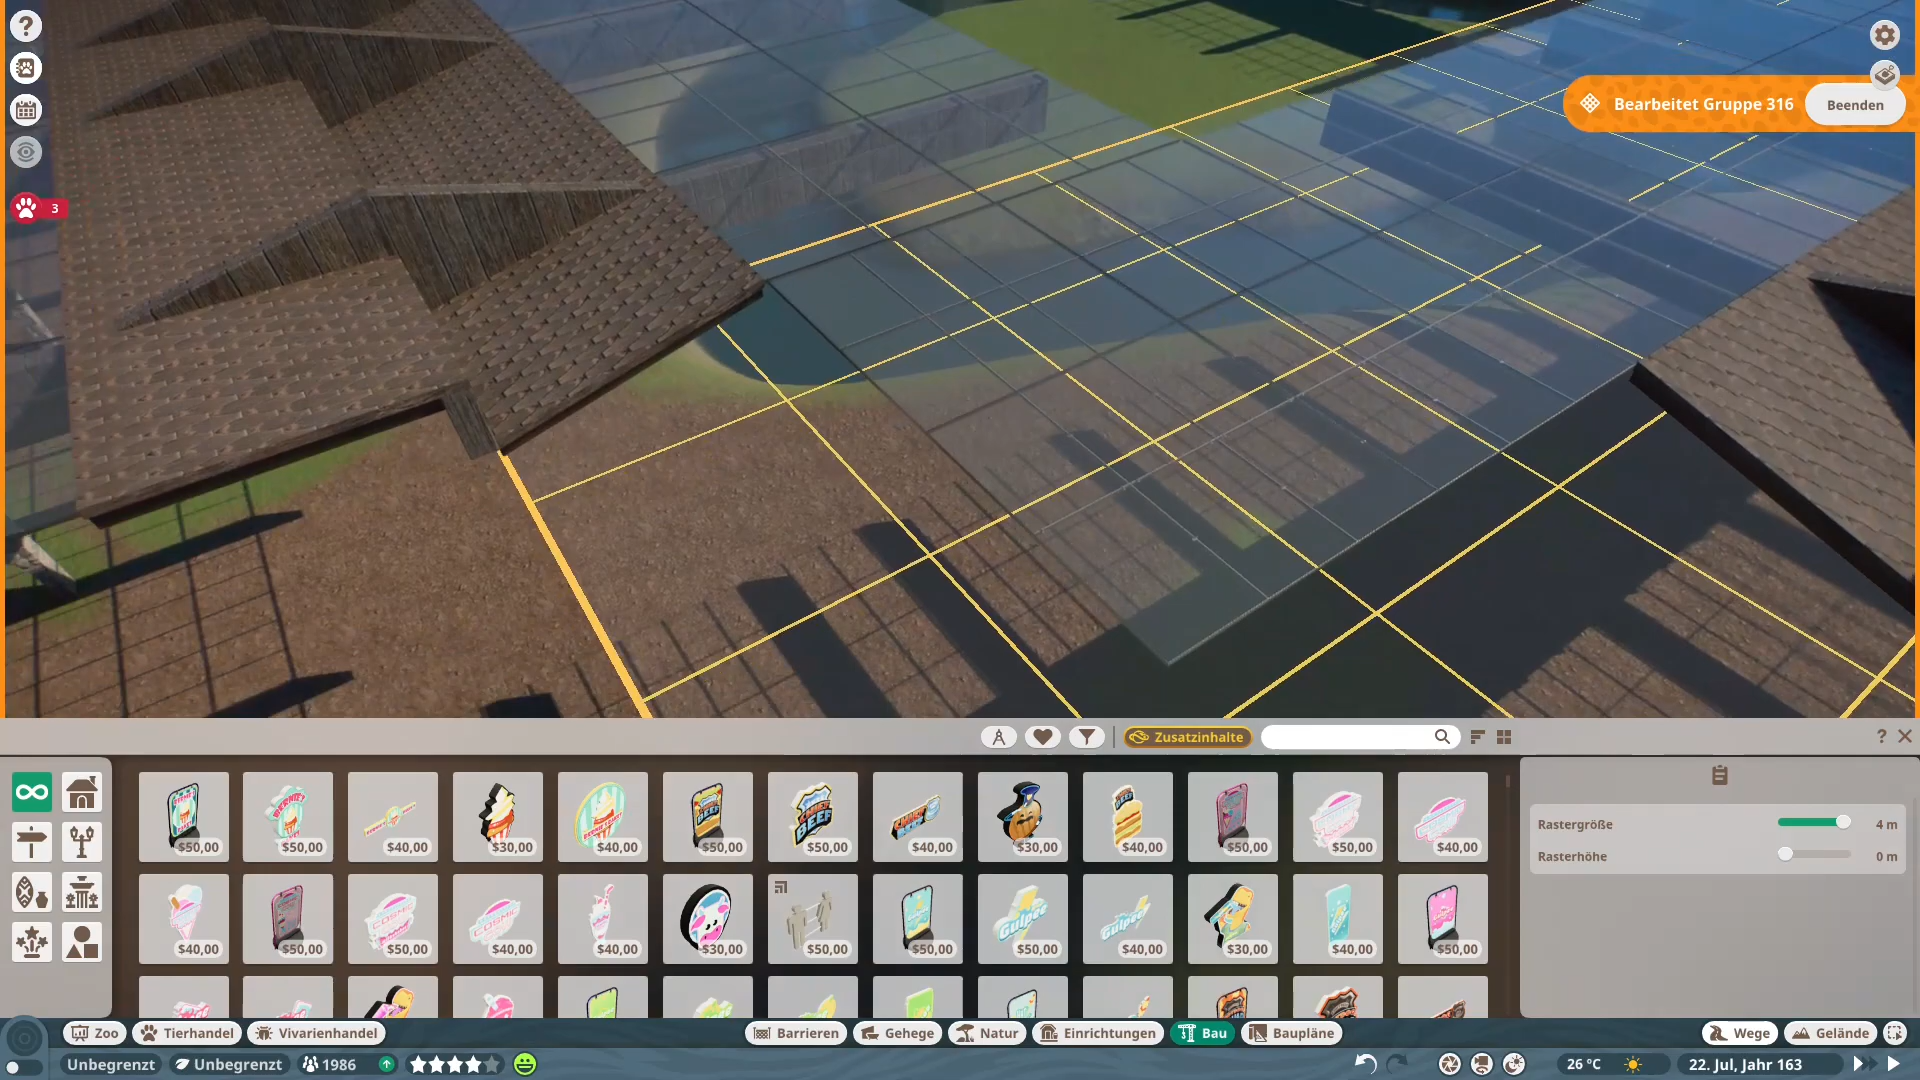 ?
Bearbeitet Gruppe 316
Beenden
3
Zusatzinhalte
?
$50,00 $50,00 $40,00 $30,00 $40,00 $50,00 $50,00 $40,00 $30,00 $40,00 $50,00 $50,00 $40,00
Rastergröße 4 m
Rasterhöhe 0 m
$40,00 $50,00 $50,00 $40,00 $40,00 $30,00 $50,00 $50,00 $50,00 $40,00 $30,00 $40,00 $50,00
Zoo Tierhandel Vivarienhandel Barrieren Gehege Natur Einrichtungen Bau Baupläne Wege Gelände
Unbegrenzt Unbegrenzt 1986 26 °C 22. Jul, Jahr 163